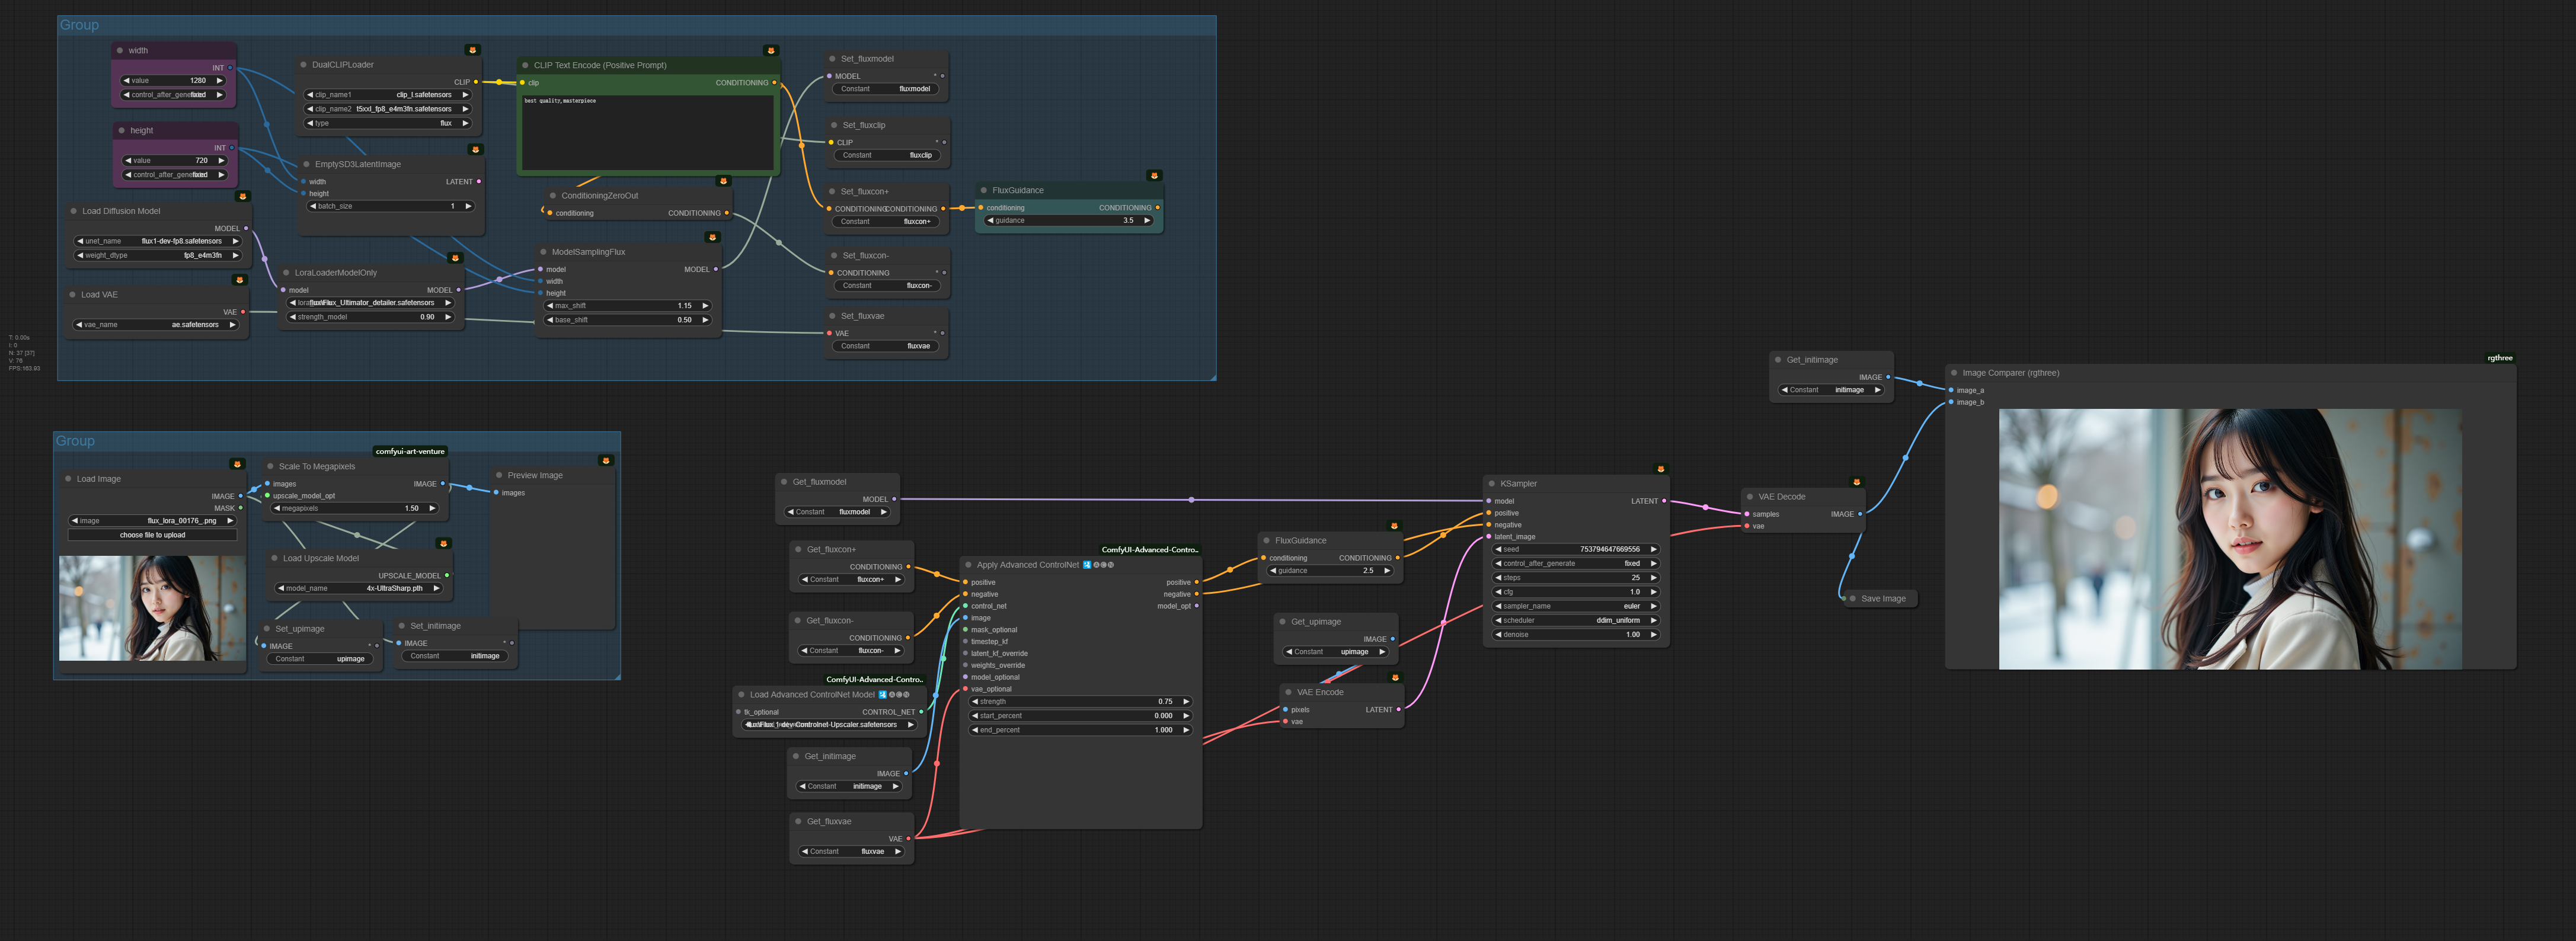 Group
width
INT
value 1280
control_after_generate fixed
height
INT
value 720
control_after_generate fixed
Load Diffusion Model
MODEL
unet_name flux1-dev-fp8.safetensors
weight_dtype fp8_e4m3fn
Load VAE
VAE
vae_name ae.safetensors
DualCLIPLoader
CLIP
clip_name1 clip_l.safetensors
clip_name2 t5xxl_fp8_e4m3fn.safetensors
type flux
EmptySD3LatentImage
width LATENT
height
batch_size 1
LoraLoaderModelOnly
model MODEL
flux\Flux_Ultimator_detailer.safetensors
strength_model 0.90
CLIP Text Encode (Positive Prompt)
clip CONDITIONING
best quality,masterpiece
ConditioningZeroOut
conditioning CONDITIONING
ModelSamplingFlux
model MODEL
width
height
max_shift 1.15
base_shift 0.50
Set_fluxmodel
MODEL *
Constant fluxmodel
Set_fluxclip
CLIP *
Constant fluxclip
Set_fluxcon+
CONDITIONING CONDITIONING
Constant fluxcon+
Set_fluxcon-
CONDITIONING *
Constant fluxcon-
Set_fluxvae
VAE *
Constant fluxvae
FluxGuidance
conditioning CONDITIONING
guidance 3.5
T: 0.00s
I: 0
N: 37 [37]
V: 76
FPS:163.93
Group
Load Image
IMAGE
MASK
image flux_lora_00176_.png
choose file to upload
comfyui-art-venture
Scale To Megapixels
images IMAGE
upscale_model_opt
megapixels 1.50
Load Upscale Model
UPSCALE_MODEL
model_name 4x-UltraSharp.pth
Set_upimage
IMAGE *
Constant upimage
Set_initimage
IMAGE *
Constant initimage
Preview Image
images
Get_fluxmodel
MODEL
Constant fluxmodel
Get_fluxcon+
CONDITIONING
Constant fluxcon+
Get_fluxcon-
CONDITIONING
Constant fluxcon-
ComfyUI-Advanced-Contro..
Load Advanced ControlNet Model
tk_optional CONTROL_NET
Get_initimage
IMAGE
Constant initimage
Get_fluxvae
VAE
Constant fluxvae
ComfyUI-Advanced-Contro..
Apply Advanced ControlNet
positive positive
negative negative
control_net model_opt
image
mask_optional
timestep_kf
latent_kf_override
weights_override
model_optional
vae_optional
strength 0.75
start_percent 0.000
end_percent 1.000
FluxGuidance
conditioning CONDITIONING
guidance 2.5
Get_upimage
IMAGE
Constant upimage
VAE Encode
pixels LATENT
vae
KSampler
model LATENT
positive
negative
latent_image
seed 753794647669556
control_after_generate fixed
steps 25
cfg 1.0
sampler_name euler
scheduler ddim_uniform
denoise 1.00
VAE Decode
samples IMAGE
vae
Save Image
Get_initimage
IMAGE
Constant initimage
rgthree
Image Comparer (rgthree)
image_a
image_b